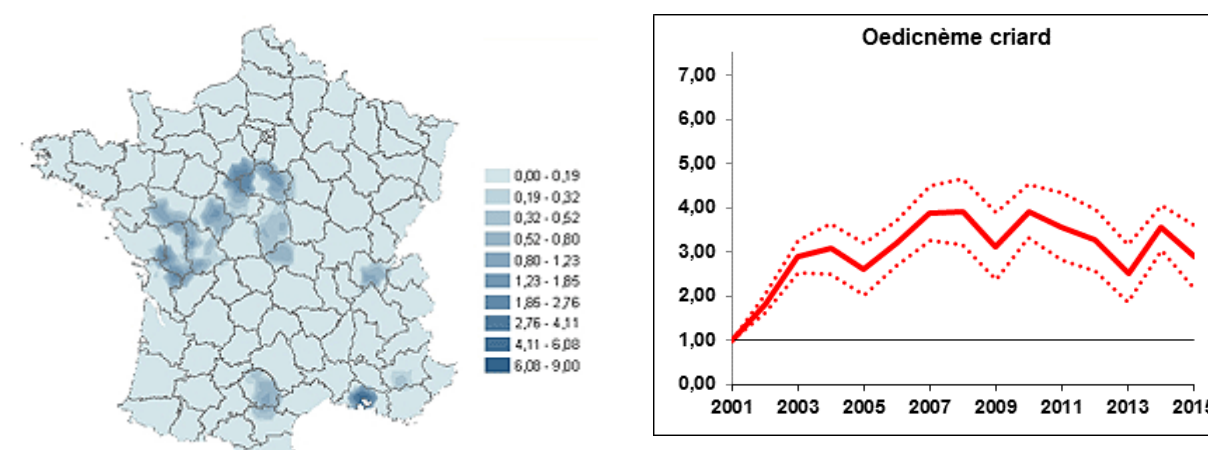 0,00 - 0,19
0,19 - 0,32
0,32 - 0,52
0,52 - 0,80
0,80 - 1,23
1,23 - 1,85
1,85 - 2,76
2,76 - 4,11
4,11 - 6,08
6,08 - 9,00
Oedicnème criard
7,00
6,00
5,00
4,00
3,00
2,00
1,00
0,00
2001 2003 2005 2007 2009 2011 2013 2015